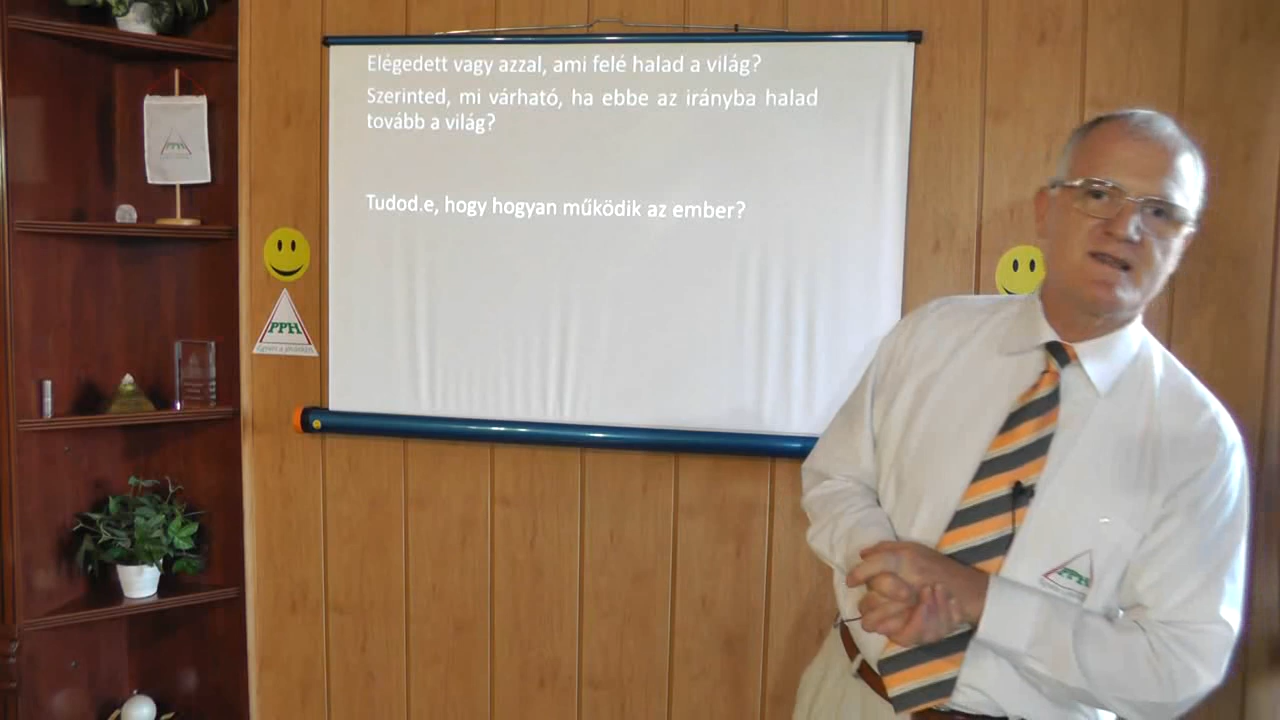 Elégedett vagy azzal, ami felé halad a világ?
Szerinted, mi várható, ha ebbe az irányba halad
tovább a világ?
Tudod.e, hogy hogyan működik az ember?
PPH
PPH
PPH